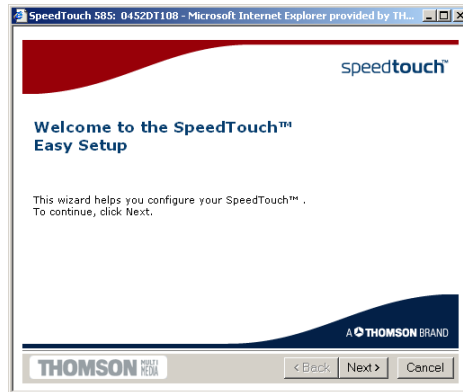 SpeedTouch 585: 0452DT108 - Microsoft Internet Explorer provided by TH...
speedtouch™
Welcome to the SpeedTouch™
Easy Setup
This wizard helps you configure your SpeedTouch™ .
To continue, click Next.
A THOMSON BRAND
THOMSON MULTI MEDIA
< Back Next > Cancel